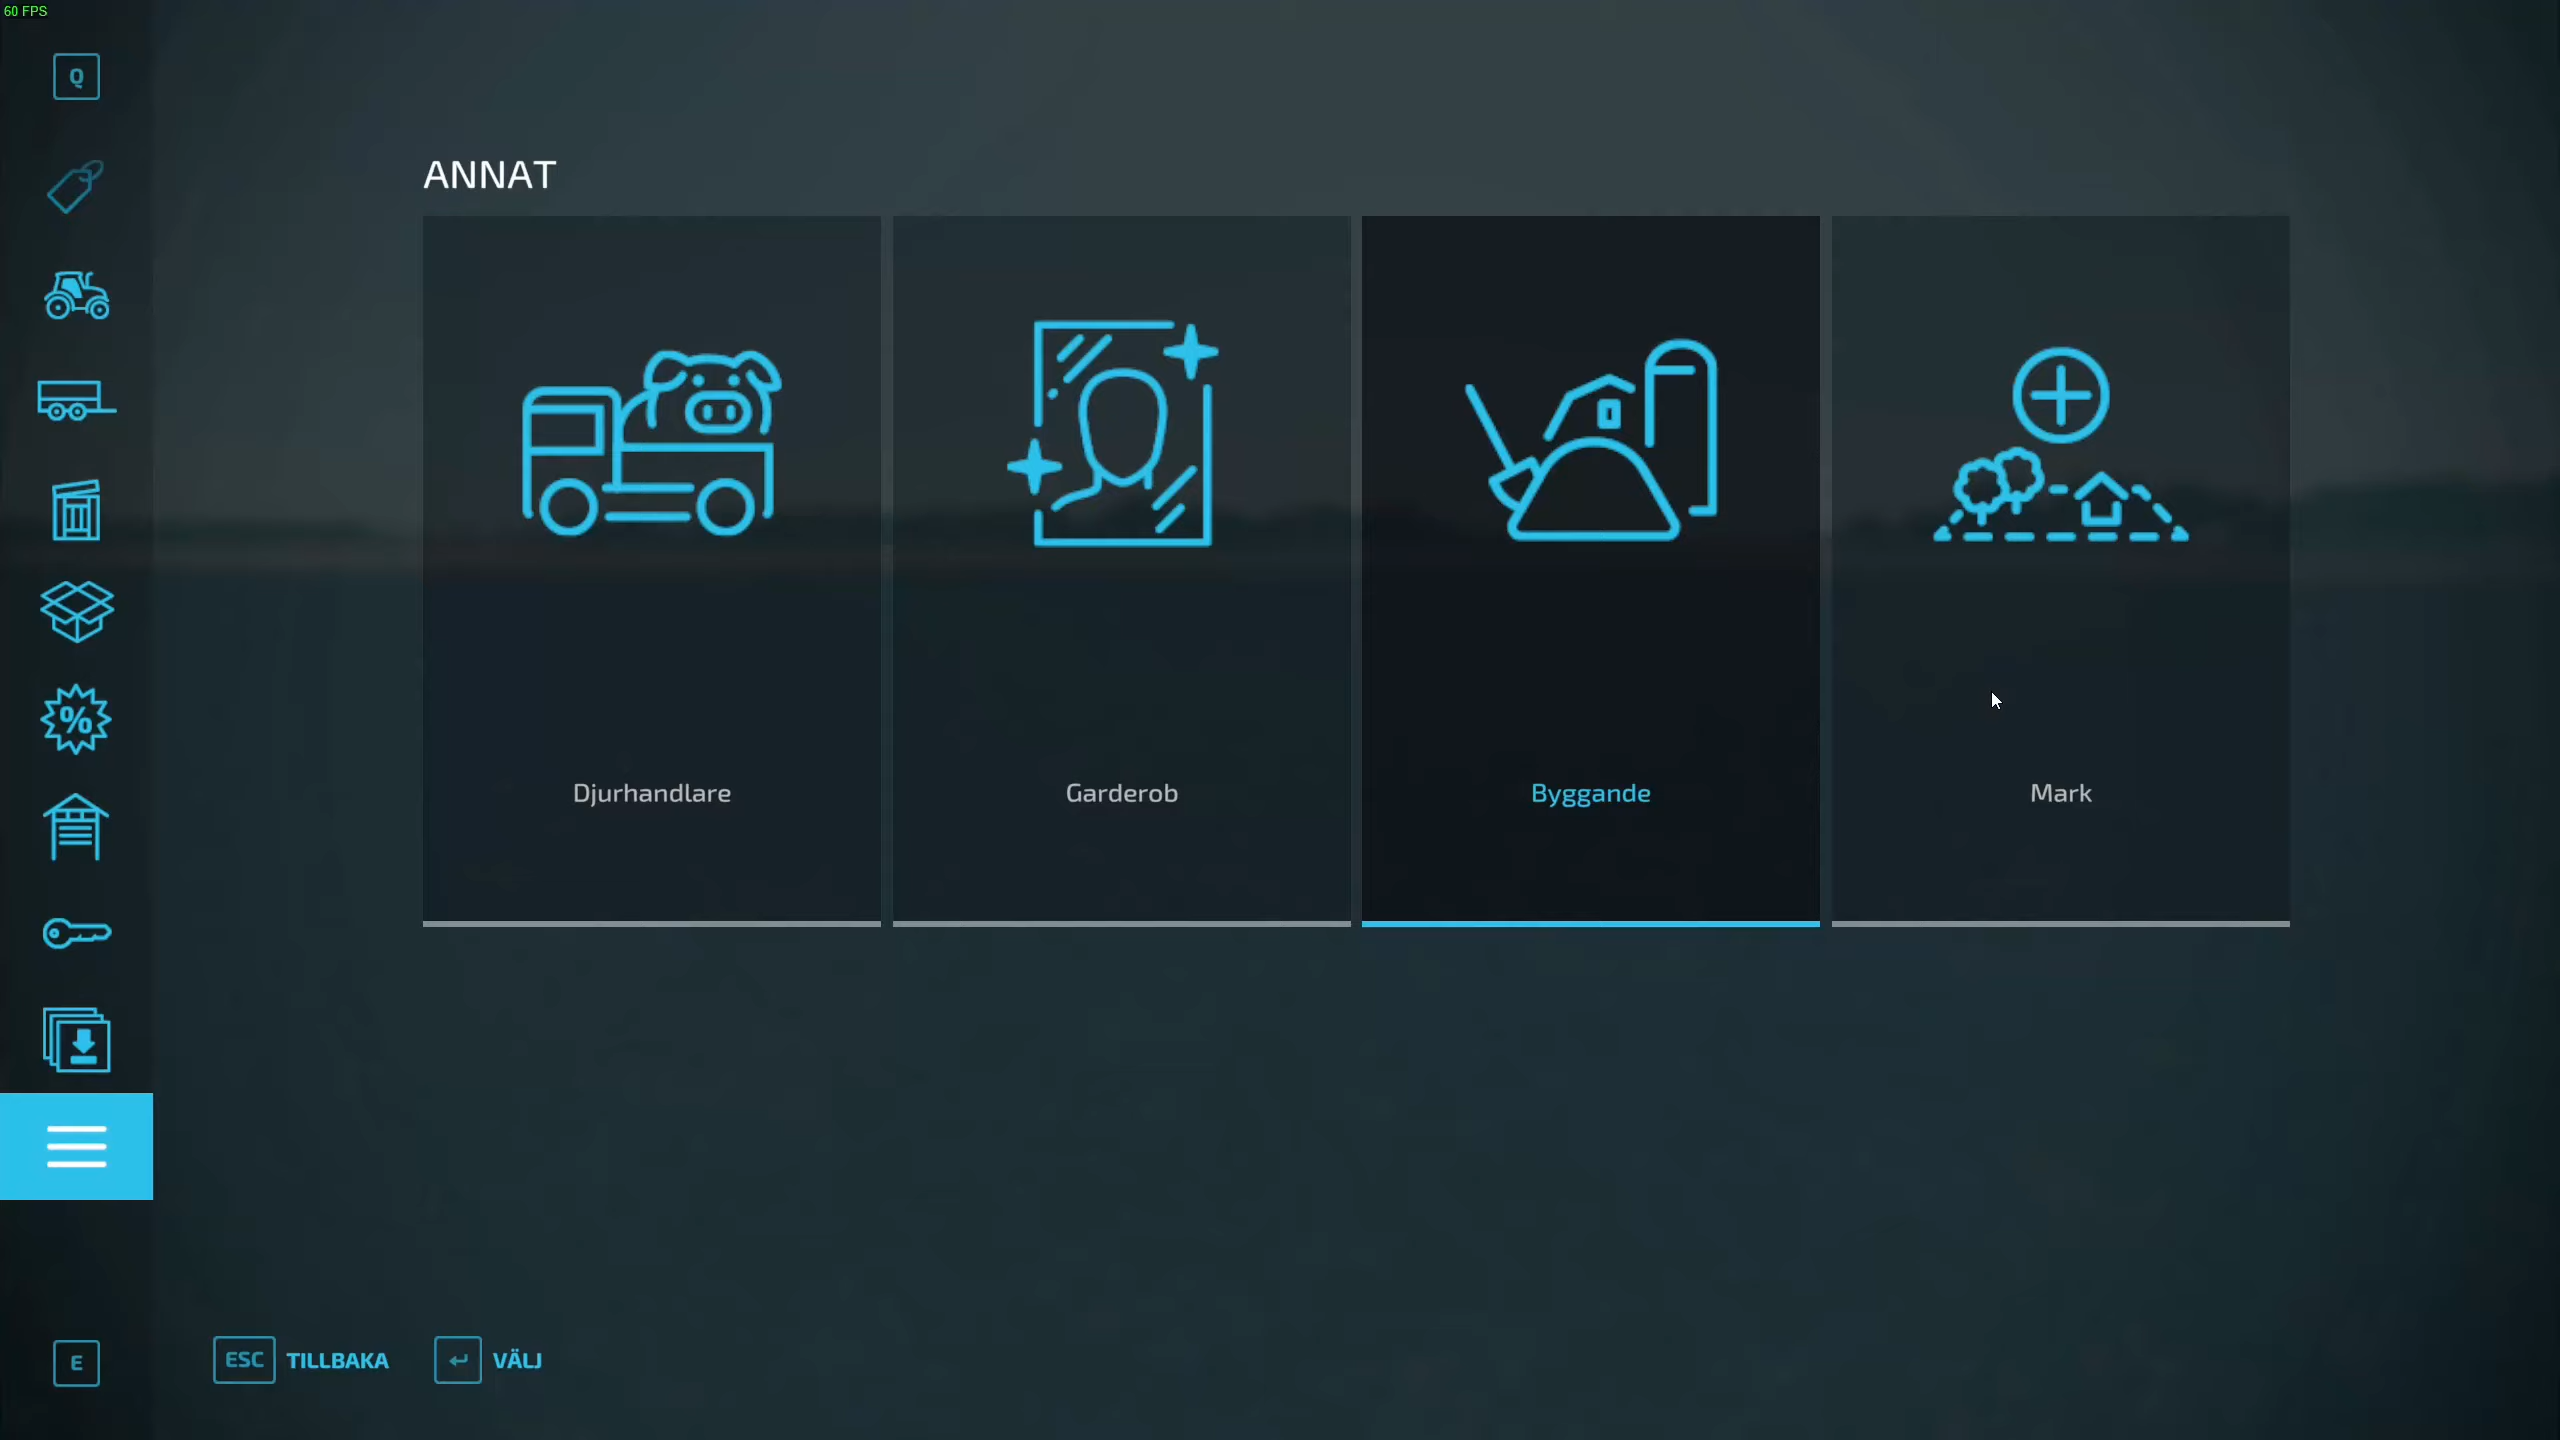 60 FPS
Q
ANNAT
%
Djurhandlare
Garderob
Byggande
Mark
E
ESC TILLBAKA
VÄLJ